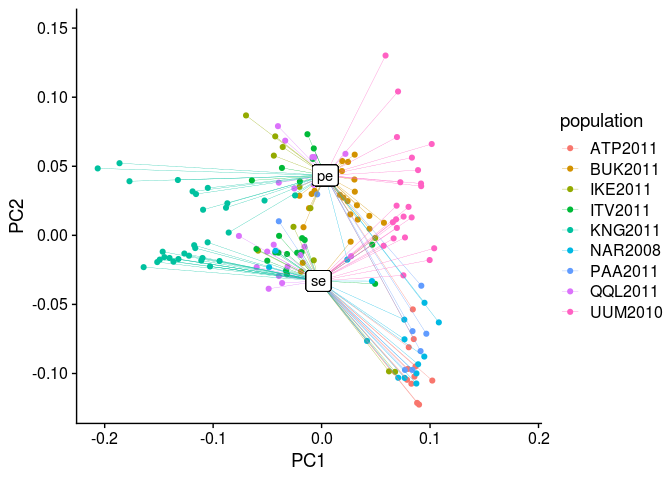 0.15
0.10
0.05
0.00
-0.05
-0.10
PC2
pe
se
-0.2
-0.1
0.0
0.1
0.2
PC1
population
ATP2011
BUK2011
IKE2011
ITV2011
KNG2011
NAR2008
PAA2011
QQL2011
UUM2010